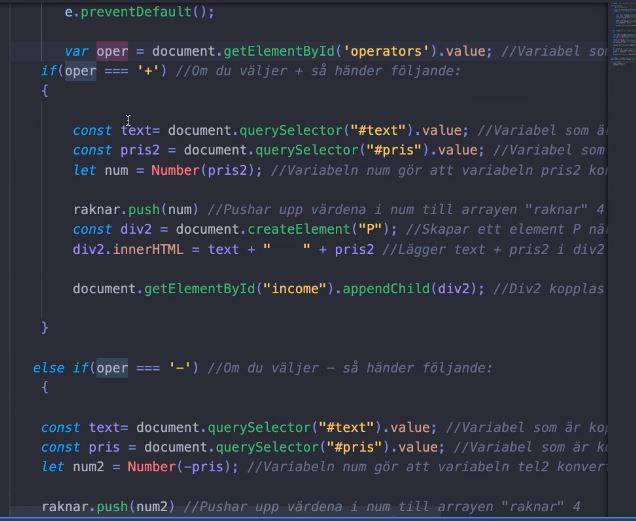 e.preventDefault();
var oper = document.getElementById('operators').value; //Variabel so
if(oper === '+') //Om du väljer + så händer följande:
{
const text= document.querySelector("#text").value; //Variabel som ä
const pris2 = document.querySelector("#pris").value; //Variabel som
let num = Number(pris2); //Variabeln num gör att variabeln pris2 kon
raknar.push(num) //Pushar upp värdena i num till arrayen "raknar" 4
const div2 = document.createElement("P"); //Skapar ett element P nä
div2.innerHTML = text + "    " + pris2 //Lägger text + pris2 i div2
document.getElementById("income").appendChild(div2); //Div2 kopplas
}
else if(oper === '-') //Om du väljer - så händer följande:
{
const text= document.querySelector("#text").value; //Variabel som är kop
const pris = document.querySelector("#pris").value; //Variabel som är k
let num2 = Number(-pris); //Variabeln num gör att variabeln tel2 konver
raknar.push(num2) //Pushar upp värdena i num till arrayen "raknar" 4